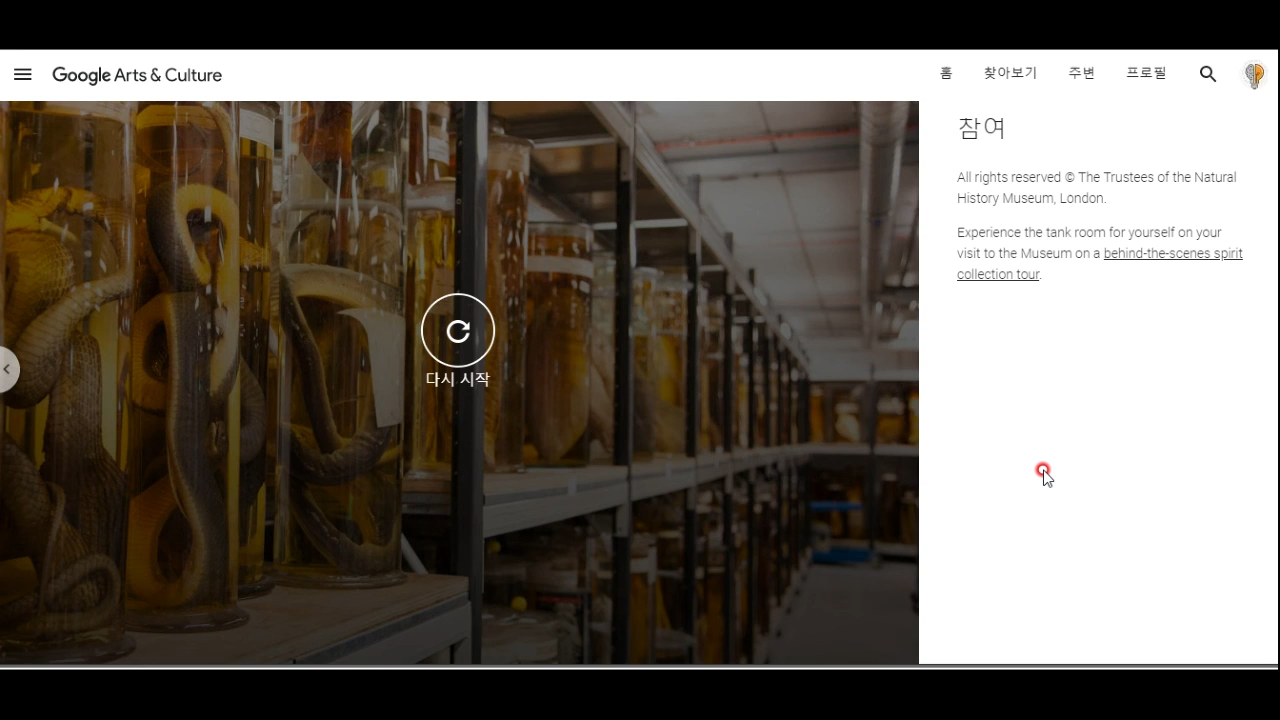 Google Arts & Culture
홈 찾아보기 주변 프로필
참여
All rights reserved © The Trustees of the Natural
History Museum, London.
Experience the tank room for yourself on your
visit to the Museum on a behind-the-scenes spirit
collection tour.
다시 시작